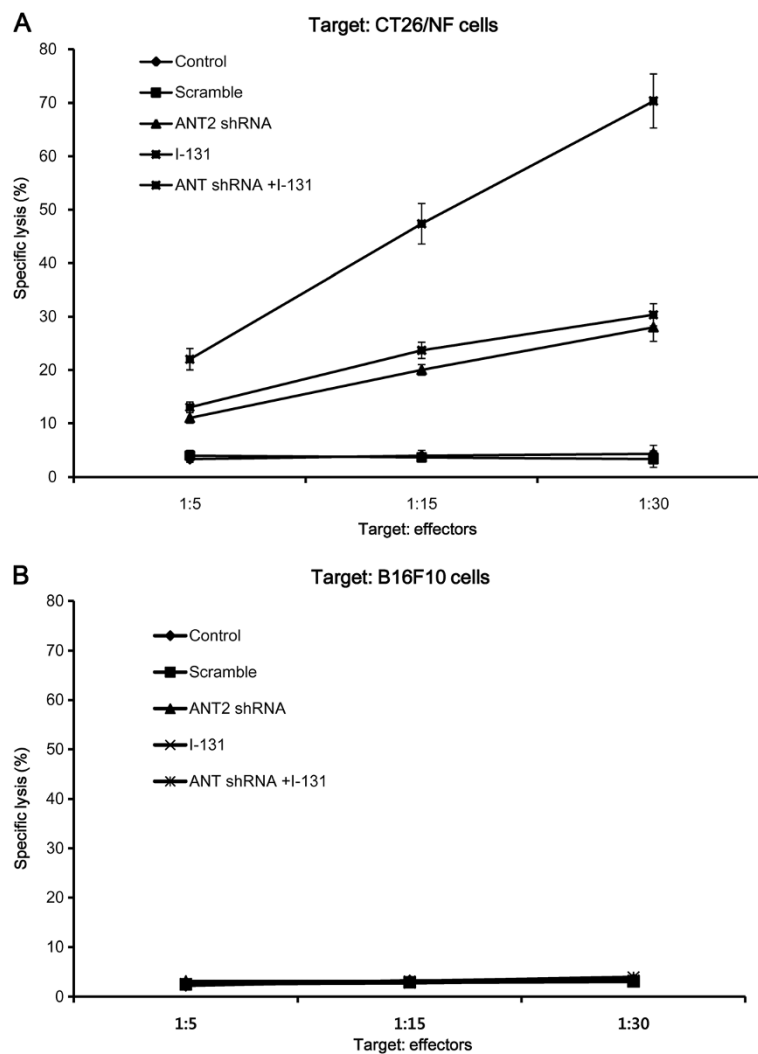 A
Target: CT26/NF cells
80
70
60
50
40
30
20
10
0
Specific lysis (%)
Control
Scramble
ANT2 shRNA
I-131
ANT shRNA +I-131
1:5
1:15
1:30
Target: effectors
B
Target: B16F10 cells
80
70
60
50
40
30
20
10
0
Specific lysis (%)
Control
Scramble
ANT2 shRNA
I-131
ANT shRNA +I-131
1:5
1:15
1:30
Target: effectors